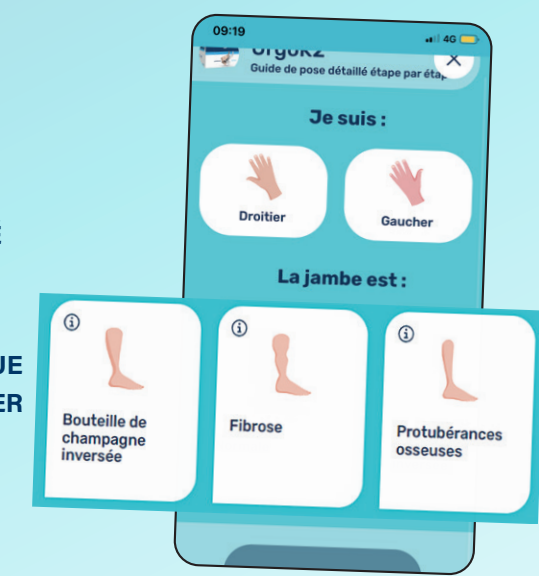 09:19
4G
UrgoK2
Guide de pose détaillé étape par étap
Je suis :
Droitier
Gaucher
La jambe est :
E
UE
ER
Bouteille de
champagne
inversée
Fibrose
Protubérances
osseuses